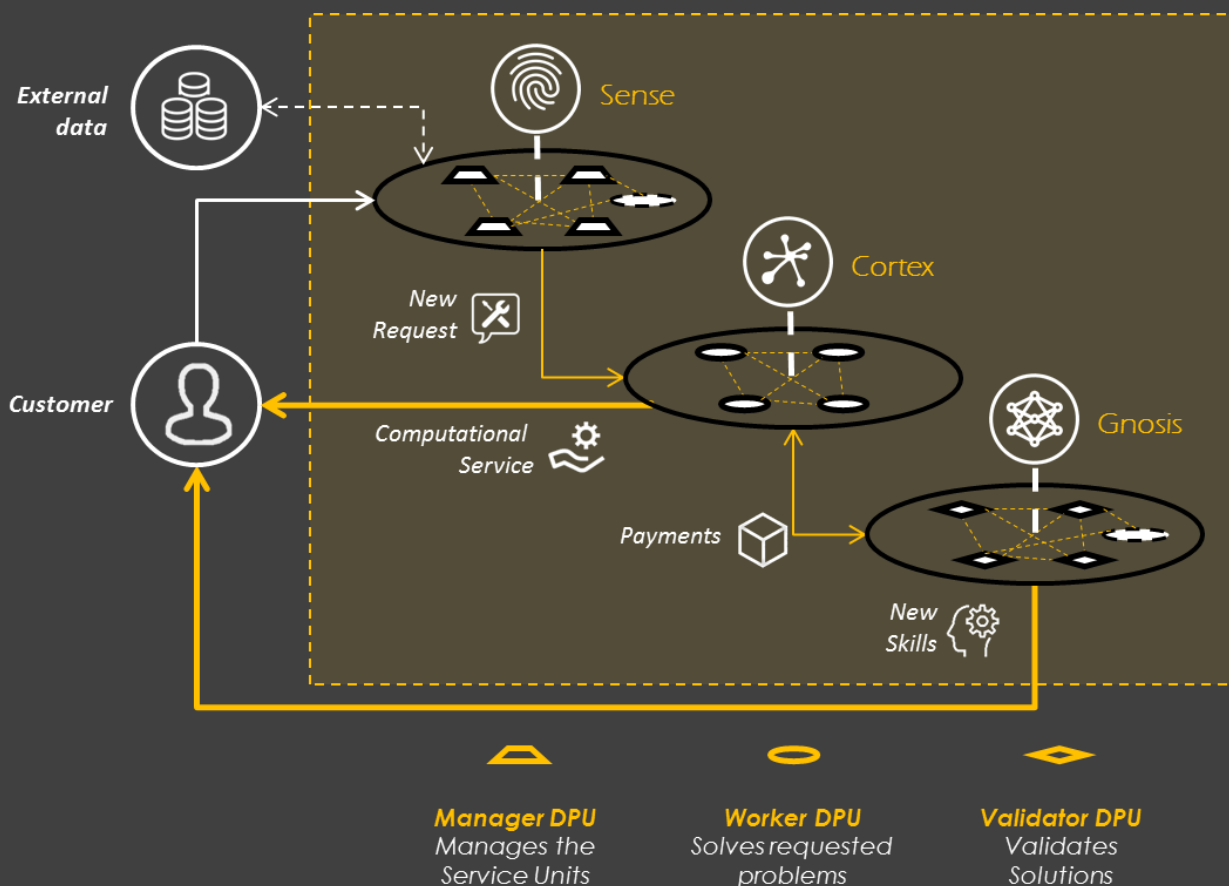 External
data
Sense
Cortex
New
Request
Customer
Gnosis
Computational
Service
Payments
New
Skills
Manager DPU
Manages the
Service Units
Worker DPU
Solves requested
problems
Validator DPU
Validates
Solutions